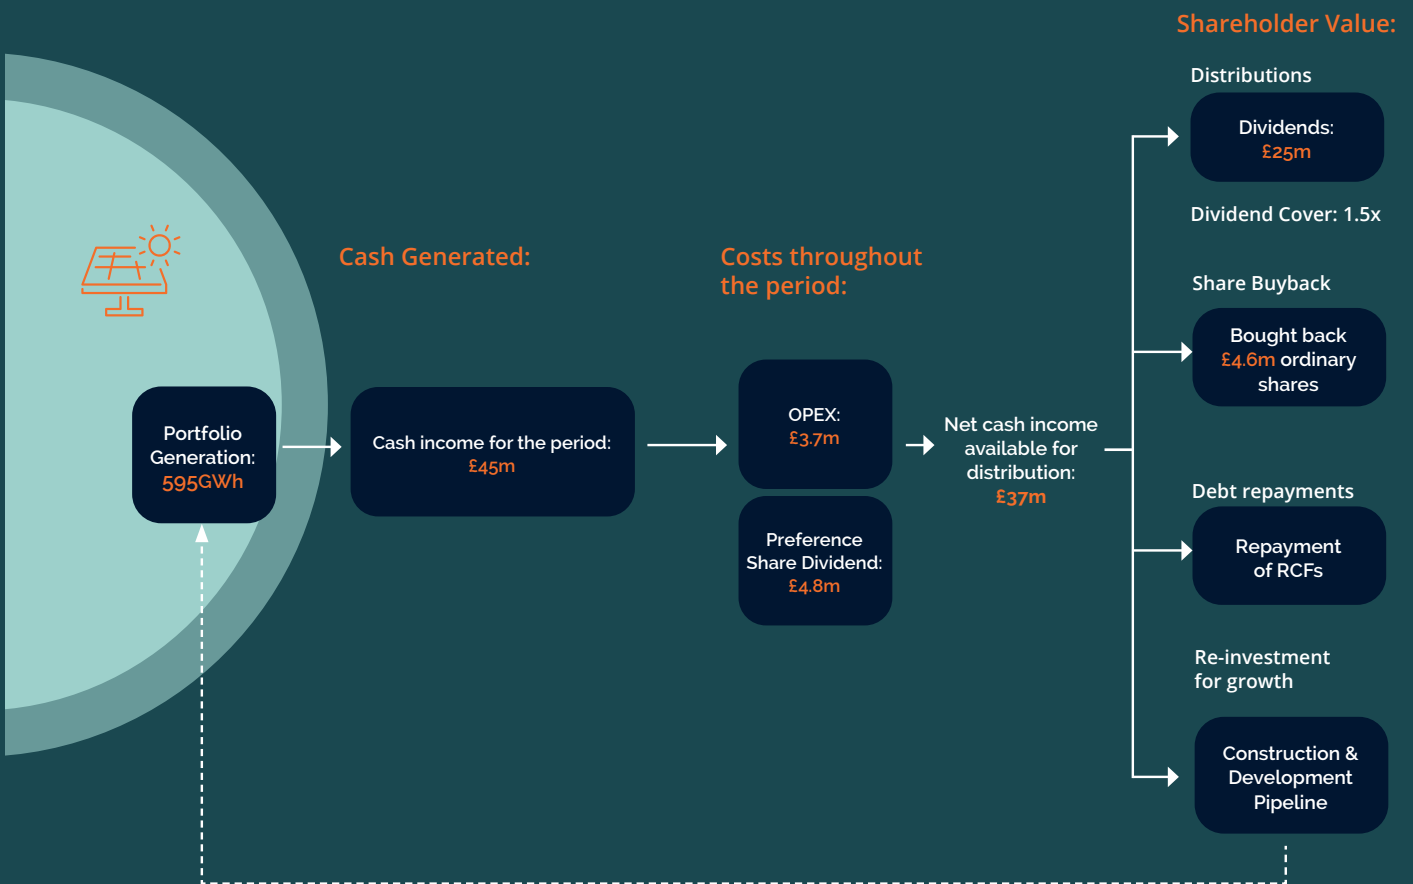 Shareholder Value:
Distributions
Dividends:
£25m
Dividend Cover: 1.5x
Cash Generated:
Costs throughout
the period:
Share Buyback
Bought back
£4.6m ordinary
shares
Portfolio
Generation:
595GWh
Cash income for the period:
£45m
OPEX:
£3.7m
Preference
Share Dividend:
£4.8m
Net cash income
available for
distribution:
£37m
Debt repayments
Repayment
of RCFs
Re-investment
for growth
Construction &
Development
Pipeline